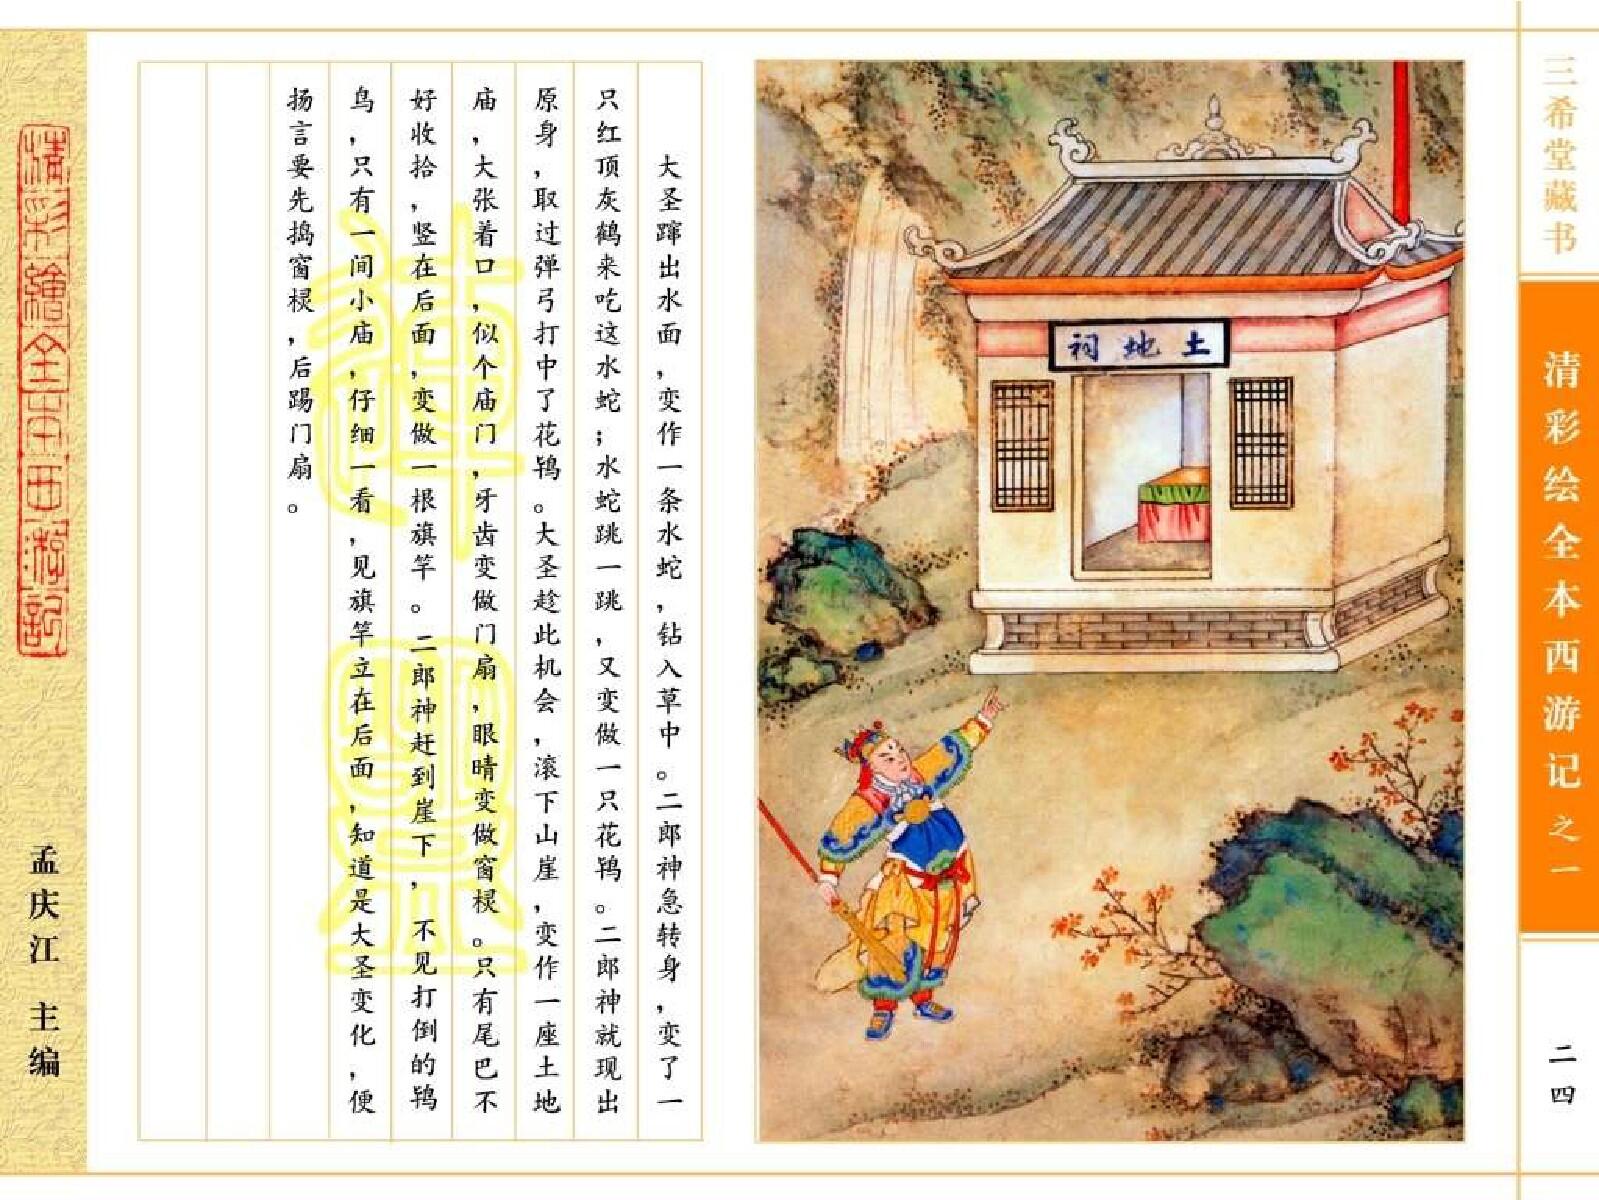 三希堂藏书
清彩绘全本西游记之一
二四
土地祠
大圣蹿出水面，变作一条水蛇，钻入草中。二郎神急转身，变了一
只红顶灰鹤来吃这水蛇；水蛇跳一跳，又变做一只花鸨。二郎神就现出
原身，取过弹弓打中了花鸨。大圣趁此机会，滚下山崖，变作一座土地
庙，大张着口，似个庙门，牙齿变做门扇，眼睛变做窗棂。只有尾巴不
好收拾，竖在后面，变做一根旗竿。二郎神赶到崖下，不见打倒的鸨
鸟，只有一间小庙，仔细一看，见旗竿立在后面，知道是大圣变化，便
扬言要先捣窗棂，后踢门扇。
清彩繪全本西游記
孟庆江 主编